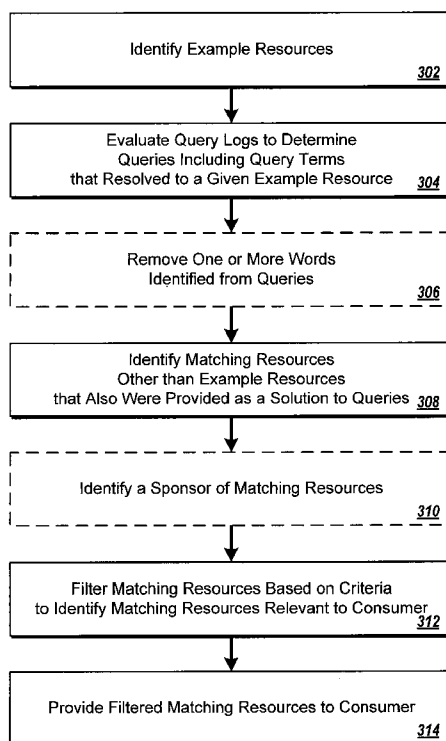 Identify Example Resources
302
Evaluate Query Logs to Determine
Queries Including Query Terms
that Resolved to a Given Example Resource
304
Remove One or More Words
Identified from Queries
306
Identify Matching Resources
Other than Example Resources
that Also Were Provided as a Solution to Queries
308
Identify a Sponsor of Matching Resources
310
Filter Matching Resources Based on Criteria
to Identify Matching Resources Relevant to Consumer
312
Provide Filtered Matching Resources to Consumer
314